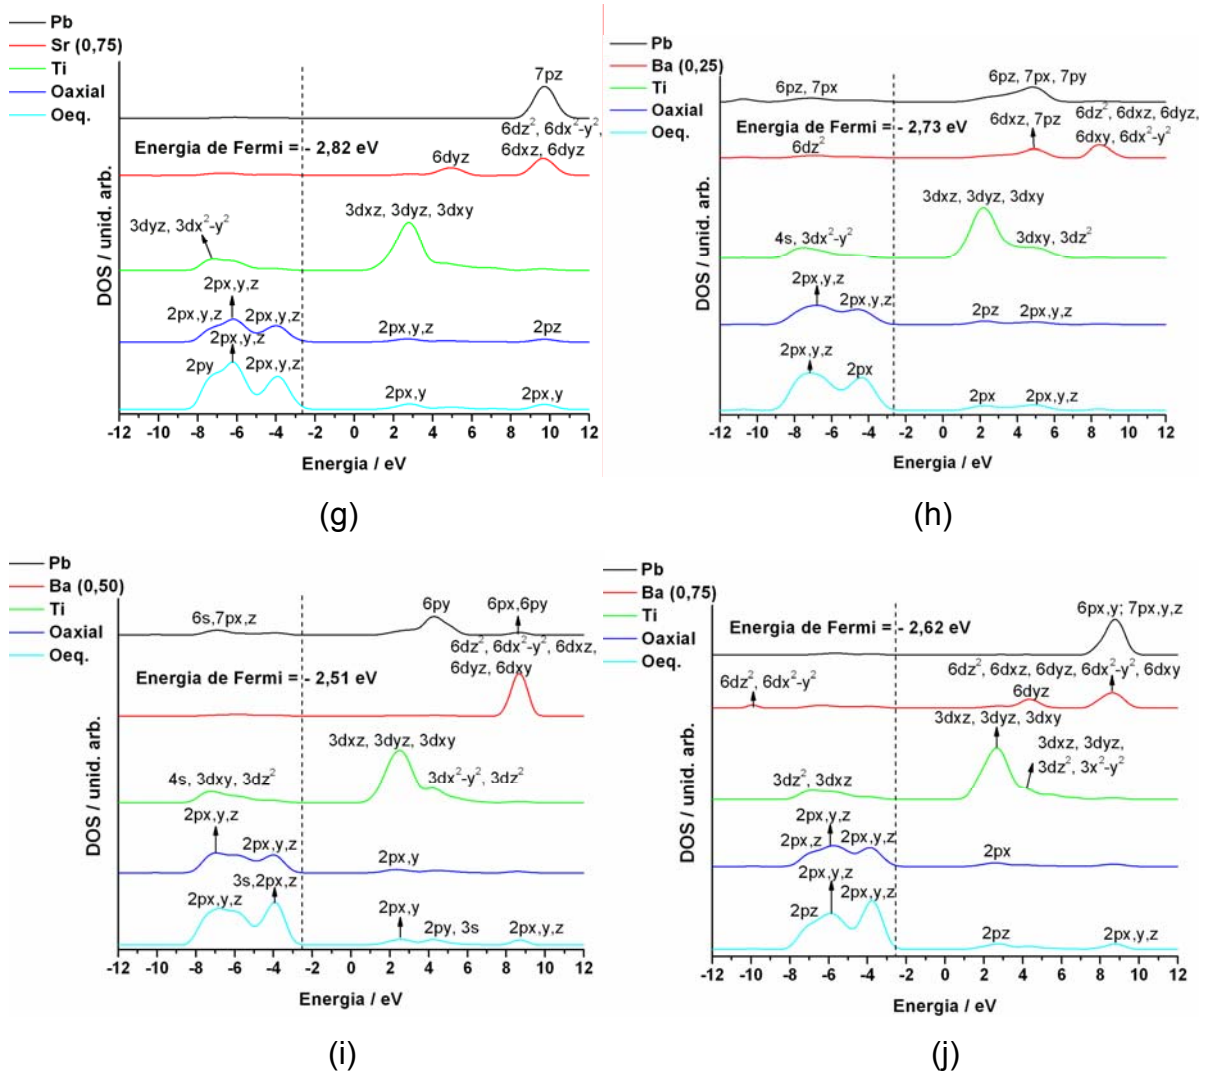 Pb
Sr (0,75)
Ti
Oaxial
Oeq.
7pz
6dz², 6dx²-y²,
Energia de Fermi = - 2,82 eV
6dyz
6dxz, 6dyz
3dxz, 3dyz, 3dxy
3dyz, 3dx²-y²
2px,y,z
2px,y,z
2px,y,z
2px,y,z
2pz
2px,y,z
2py
2px,y,z
2px,y
2px,y
DOS / unid. arb.
-12 -10 -8 -6 -4 -2 0 2 4 6 8 10 12
Energia / eV
(g)
Pb
Ba (0,25)
Ti
Oaxial
Oeq.
6pz, 7px
6pz, 7px, 7py
Energia de Fermi = - 2,73 eV
6dz²
6dxz, 7pz
6dz², 6dxz, 6dyz,
6dxy, 6dx²-y²
3dxz, 3dyz, 3dxy
4s, 3dx²-y²
3dxy, 3dz²
2px,y,z
2px,y,z
2pz
2px,y,z
2px,y,z
2px
2px
2px,y,z
DOS / unid. arb.
-12 -10 -8 -6 -4 -2 0 2 4 6 8 10 12
Energia / eV
(h)
Pb
Ba (0,50)
Ti
Oaxial
Oeq.
6s,7px,z
6py
6px,6py
6dz², 6dx²-y², 6dxz,
6dyz, 6dxy
Energia de Fermi = - 2,51 eV
3dxz, 3dyz, 3dxy
4s, 3dxy, 3dz²
3dx²-y², 3dz²
2px,y,z
2px,y,z
2px,y
3s,2px,z
2px,y,z
2px,y
2py, 3s
2px,y,z
DOS / unid. arb.
-12 -10 -8 -6 -4 -2 0 2 4 6 8 10 12
Energia / eV
(i)
Pb
Ba (0,75)
Ti
Oaxial
Oeq.
6px,y; 7px,y,z
Energia de Fermi = - 2,62 eV
6dz², 6dx²-y²
6dz², 6dxz, 6dyz, 6dx²-y², 6dxy
6dyz
3dxz, 3dyz, 3dxy
3dxz, 3dyz,
3dz², 3x²-y²
3dz², 3dxz
2px,y,z
2px,z
2px,y,z
2px
2px,y,z
2pz
2px,y,z
2pz
2px,y,z
DOS / unid. arb.
-12 -10 -8 -6 -4 -2 0 2 4 6 8 10 12
Energia / eV
(j)